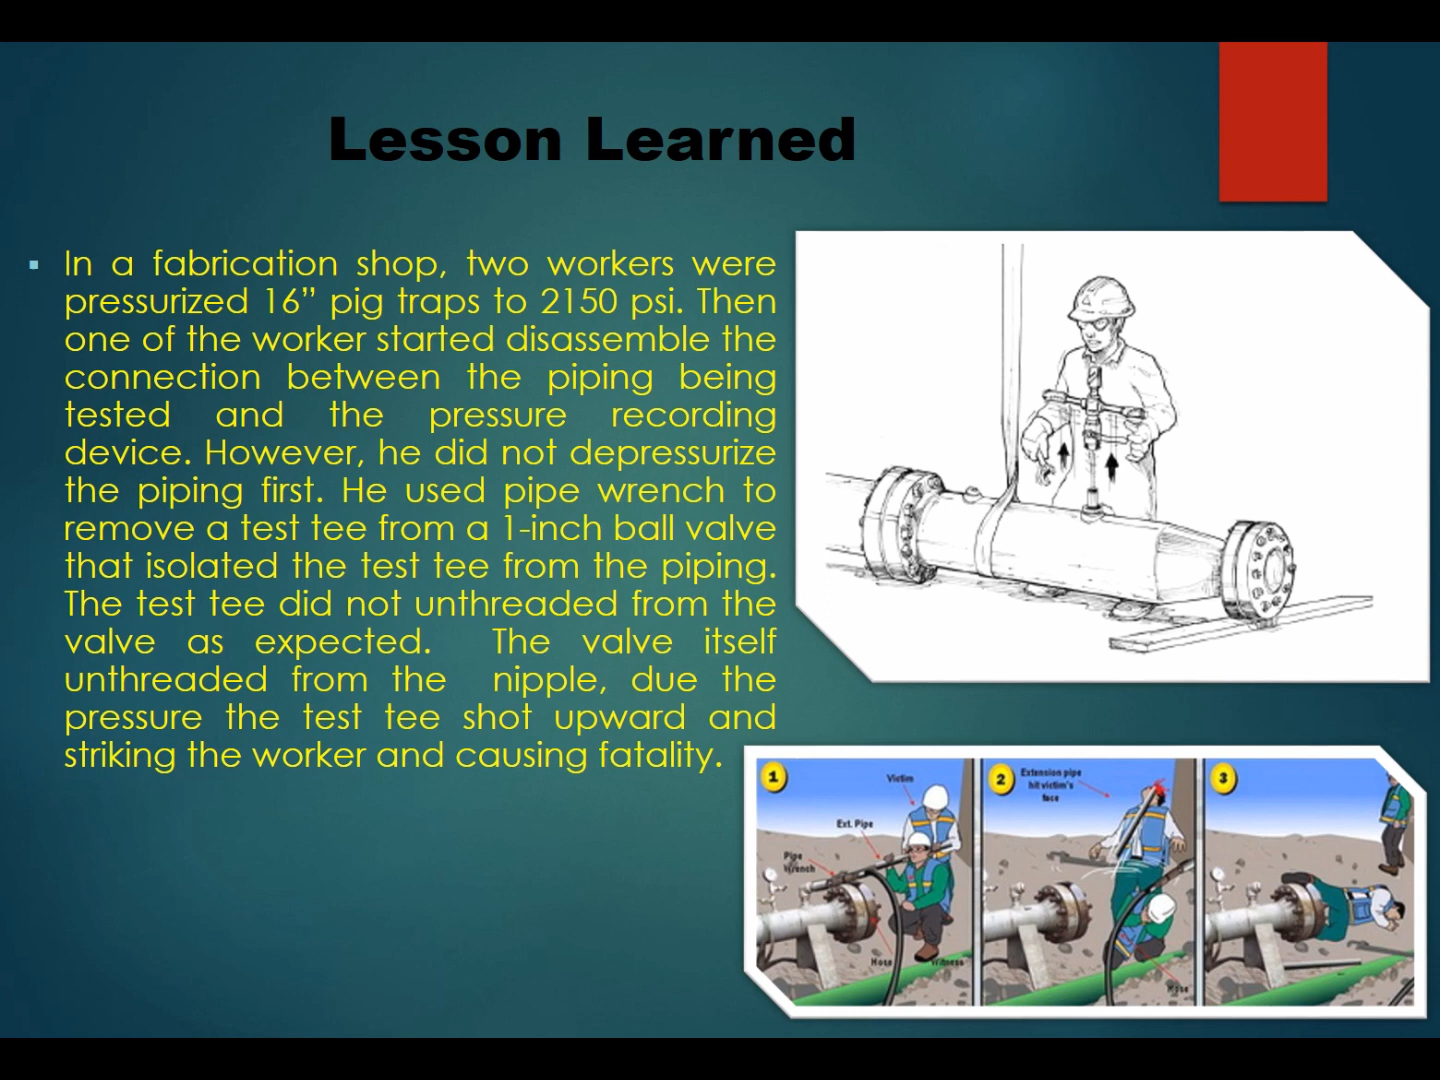 Lesson Learned
In a fabrication shop, two workers were
pressurized 16” pig traps to 2150 psi. Then
one of the worker started disassemble the
connection between the piping being
tested and the pressure recording
device. However, he did not depressurize
the piping first. He used pipe wrench to
remove a test tee from a 1-inch ball valve
that isolated the test tee from the piping.
The test tee did not unthreaded from the
valve as expected. The valve itself
unthreaded from the nipple, due the
pressure the test tee shot upward and
striking the worker and causing fatality.
1
Victim
Ext. Pipe
Pipe
Wrench
Hose
Witness
2
Extension pipe
hit victim's
face
Hose
3